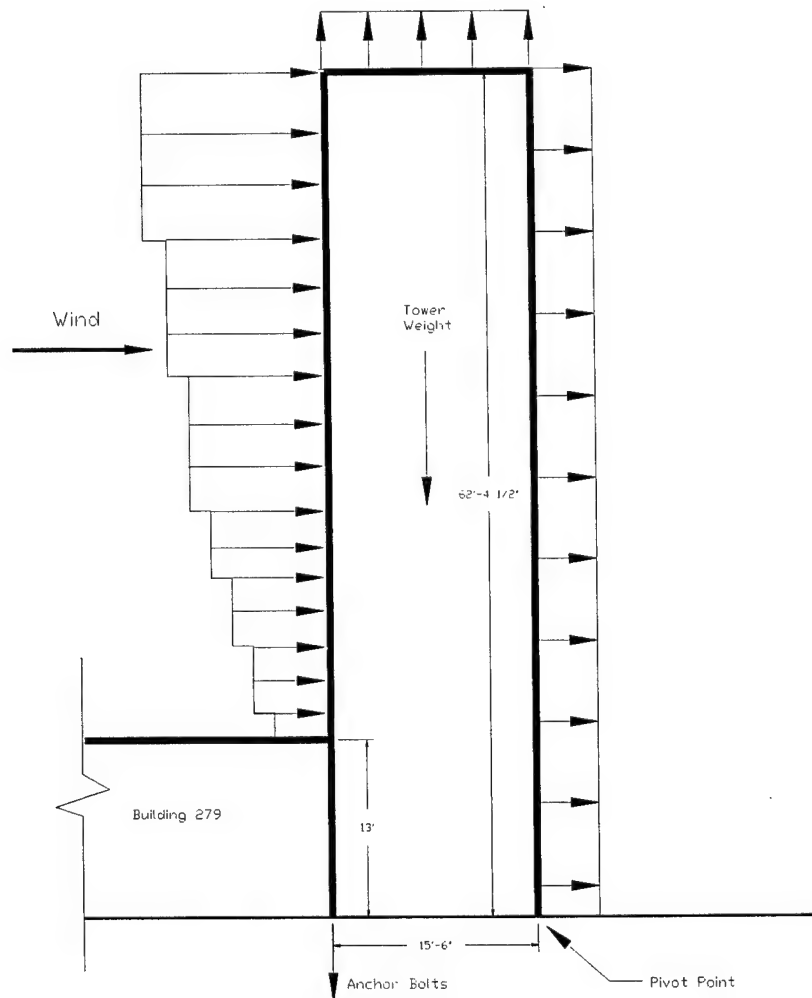 Wind
Tower
Weight
62'-4 1/2"
Building 279
13'
15'-6"
Anchor Bolts
Pivot Point